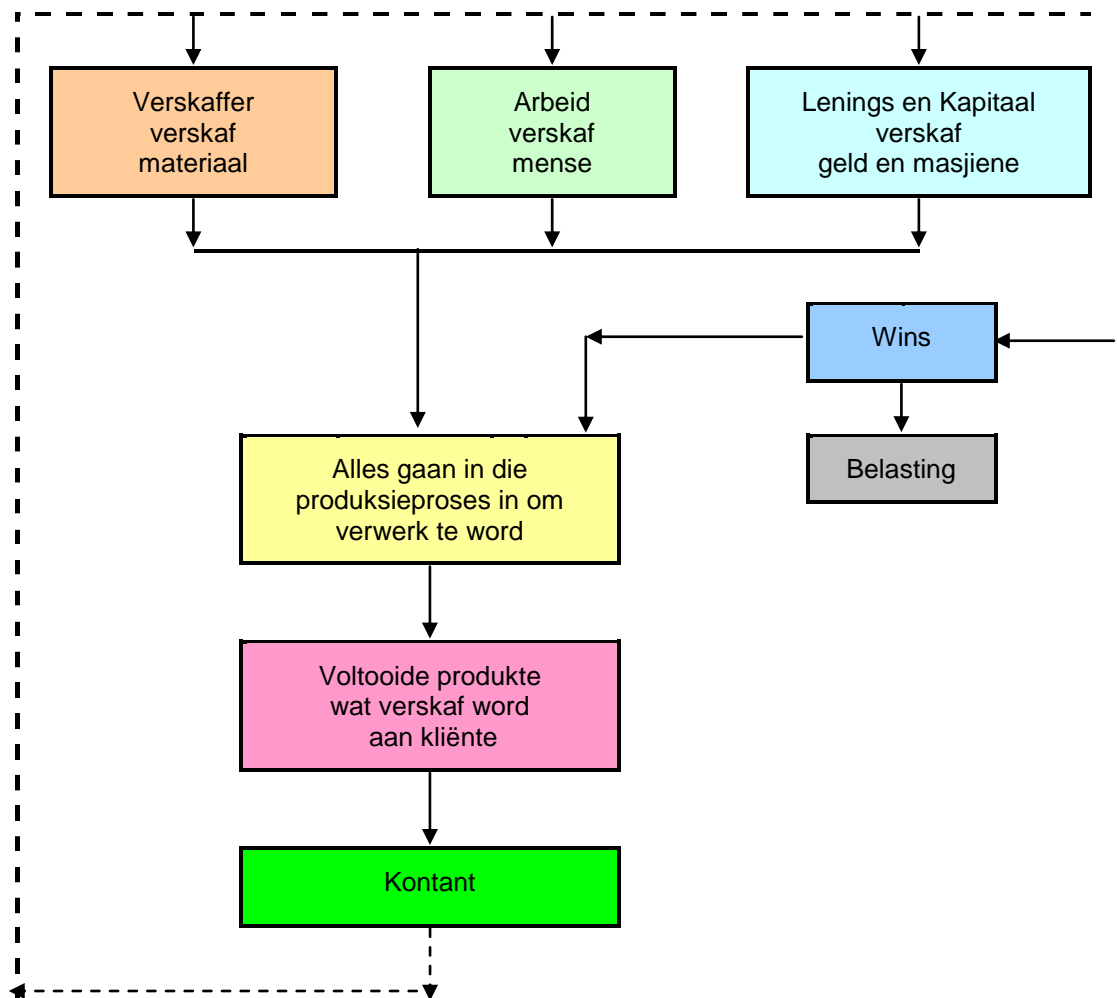 Verskaffer
verskaf
materiaal
Arbeid
verskaf
mense
Lenings en Kapitaal
verskaf
geld en masjiene
Wins
Belasting
Alles gaan in die
produksieproses in om
verwerk te word
Voltooide produkte
wat verskaf word
aan kliënte
Kontant